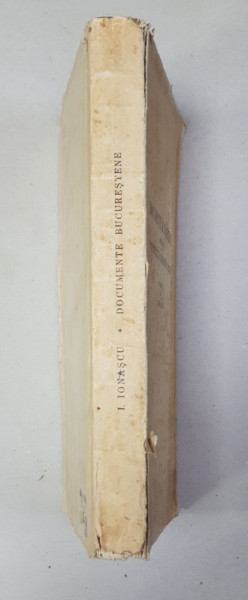 I. IONAȘCU • DOCUMENTE BUCUREȘTENE